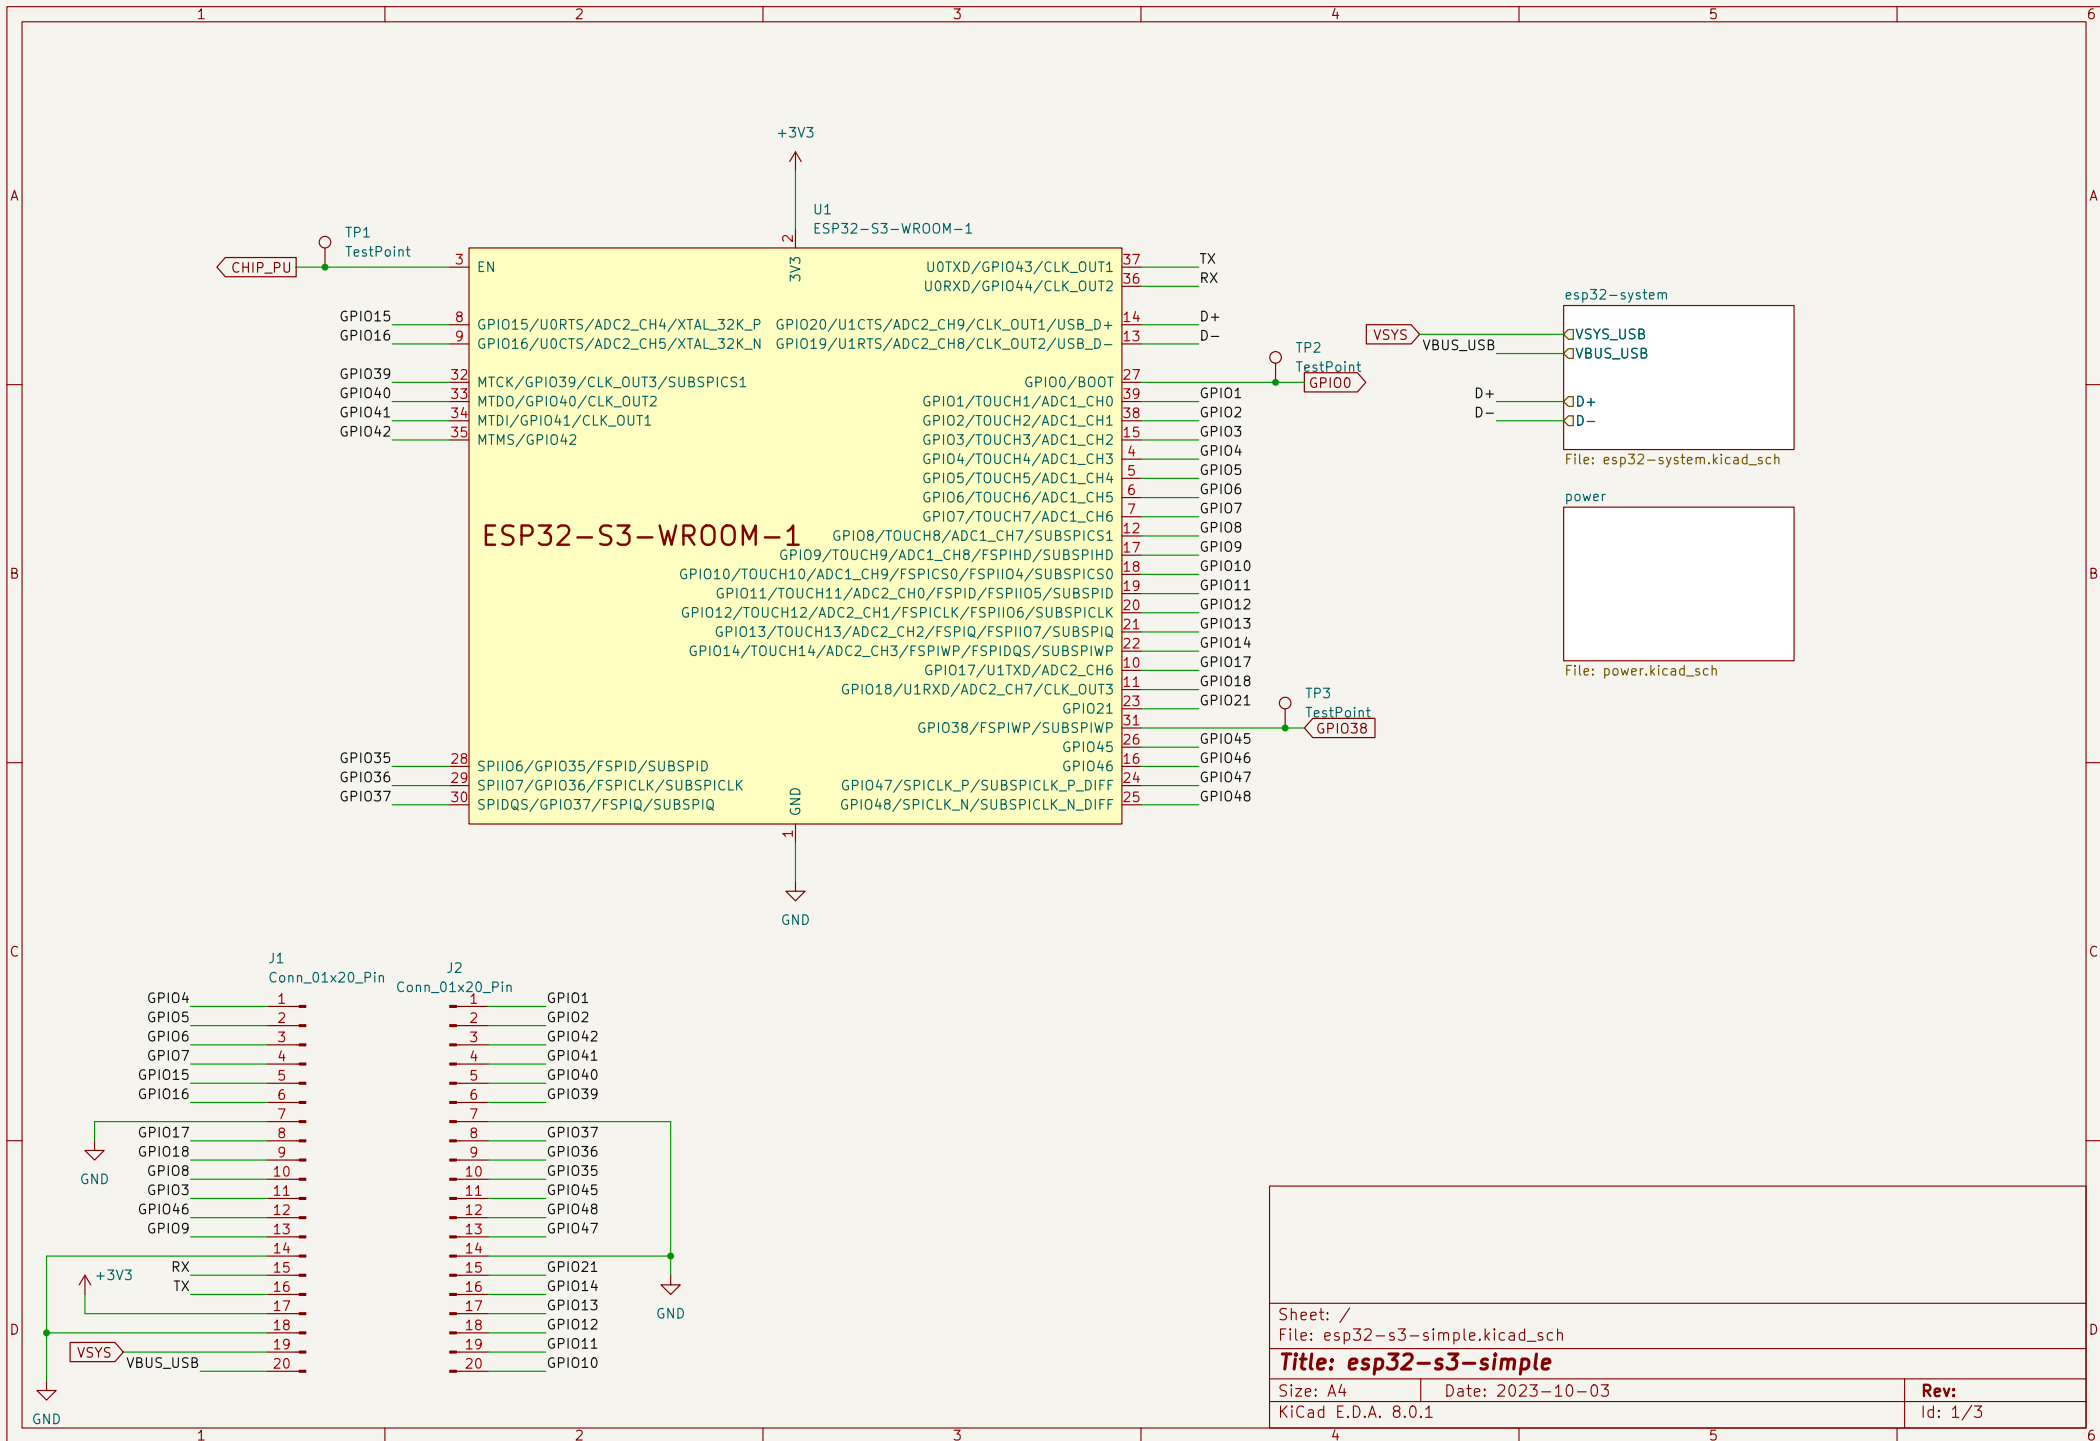 1 2 3 4 5 6
A A
B B
C C
D D
+3V3
U1
ESP32-S3-WROOM-1
TP1
TestPoint
CHIP_PU
3 EN
2 3V3
GPIO15 8 GPIO15/U0RTS/ADC2_CH4/XTAL_32K_P
GPIO16 9 GPIO16/U0CTS/ADC2_CH5/XTAL_32K_N
GPIO39 32 MTCK/GPIO39/CLK_OUT3/SUBSPICS1
GPIO40 33 MTDO/GPIO40/CLK_OUT2
GPIO41 34 MTDI/GPIO41/CLK_OUT1
GPIO42 35 MTMS/GPIO42
ESP32-S3-WROOM-1
GPIO35 28 SPIIO6/GPIO35/FSPID/SUBSPID
GPIO36 29 SPIIO7/GPIO36/FSPICLK/SUBSPICLK
GPIO37 30 SPIDQS/GPIO37/FSPIQ/SUBSPIQ
U0TXD/GPIO43/CLK_OUT1 37 TX
U0RXD/GPIO44/CLK_OUT2 36 RX
GPIO20/U1CTS/ADC2_CH9/CLK_OUT1/USB_D+ 14 D+
GPIO19/U1RTS/ADC2_CH8/CLK_OUT2/USB_D- 13 D-
TP2
TestPoint
GPIO0/BOOT 27 GPIO0
GPIO1/TOUCH1/ADC1_CH0 39 GPIO1
GPIO2/TOUCH2/ADC1_CH1 38 GPIO2
GPIO3/TOUCH3/ADC1_CH2 15 GPIO3
GPIO4/TOUCH4/ADC1_CH3 4 GPIO4
GPIO5/TOUCH5/ADC1_CH4 5 GPIO5
GPIO6/TOUCH6/ADC1_CH5 6 GPIO6
GPIO7/TOUCH7/ADC1_CH6 7 GPIO7
GPIO8/TOUCH8/ADC1_CH7/SUBSPICS1 12 GPIO8
GPIO9/TOUCH9/ADC1_CH8/FSPIHD/SUBSPIHD 17 GPIO9
GPIO10/TOUCH10/ADC1_CH9/FSPICS0/FSPIIO4/SUBSPICS0 18 GPIO10
GPIO11/TOUCH11/ADC2_CH0/FSPID/FSPIIO5/SUBSPID 19 GPIO11
GPIO12/TOUCH12/ADC2_CH1/FSPICLK/FSPIIO6/SUBSPICLK 20 GPIO12
GPIO13/TOUCH13/ADC2_CH2/FSPIQ/FSPIIO7/SUBSPIQ 21 GPIO13
GPIO14/TOUCH14/ADC2_CH3/FSPIWP/FSPIDQS/SUBSPIWP 22 GPIO14
GPIO17/U1TXD/ADC2_CH6 10 GPIO17
GPIO18/U1RXD/ADC2_CH7/CLK_OUT3 11 GPIO18
GPIO21 23 GPIO21
TP3
TestPoint
GPIO38/FSPIWP/SUBSPIWP 31 GPIO38
GPIO45 26 GPIO45
GPIO46 16 GPIO46
GPIO47/SPICLK_P/SUBSPICLK_P_DIFF 24 GPIO47
GPIO48/SPICLK_N/SUBSPICLK_N_DIFF 25 GPIO48
GND 1
GND
esp32-system
VSYS VSYS_USB
VBUS_USB VBUS_USB
D+ D+
D- D-
File: esp32-system.kicad_sch
power
File: power.kicad_sch
J1
Conn_01x20_Pin
GPIO4 1
GPIO5 2
GPIO6 3
GPIO7 4
GPIO15 5
GPIO16 6
7
GPIO17 8
GPIO18 9
GND
GPIO8 10
GPIO3 11
GPIO46 12
GPIO9 13
14
RX 15
+3V3
TX 16
17
18
VSYS 19
VBUS_USB 20
GND
J2
Conn_01x20_Pin
1 GPIO1
2 GPIO2
3 GPIO42
4 GPIO41
5 GPIO40
6 GPIO39
7
8 GPIO37
9 GPIO36
10 GPIO35
11 GPIO45
12 GPIO48
13 GPIO47
14
15 GPIO21
16 GPIO14
17 GPIO13
GND
18 GPIO12
19 GPIO11
20 GPIO10
Sheet: /
File: esp32-s3-simple.kicad_sch
Title: esp32-s3-simple
Size: A4 Date: 2023-10-03 Rev:
KiCad E.D.A. 8.0.1 Id: 1/3
1 2 3 4 5 6